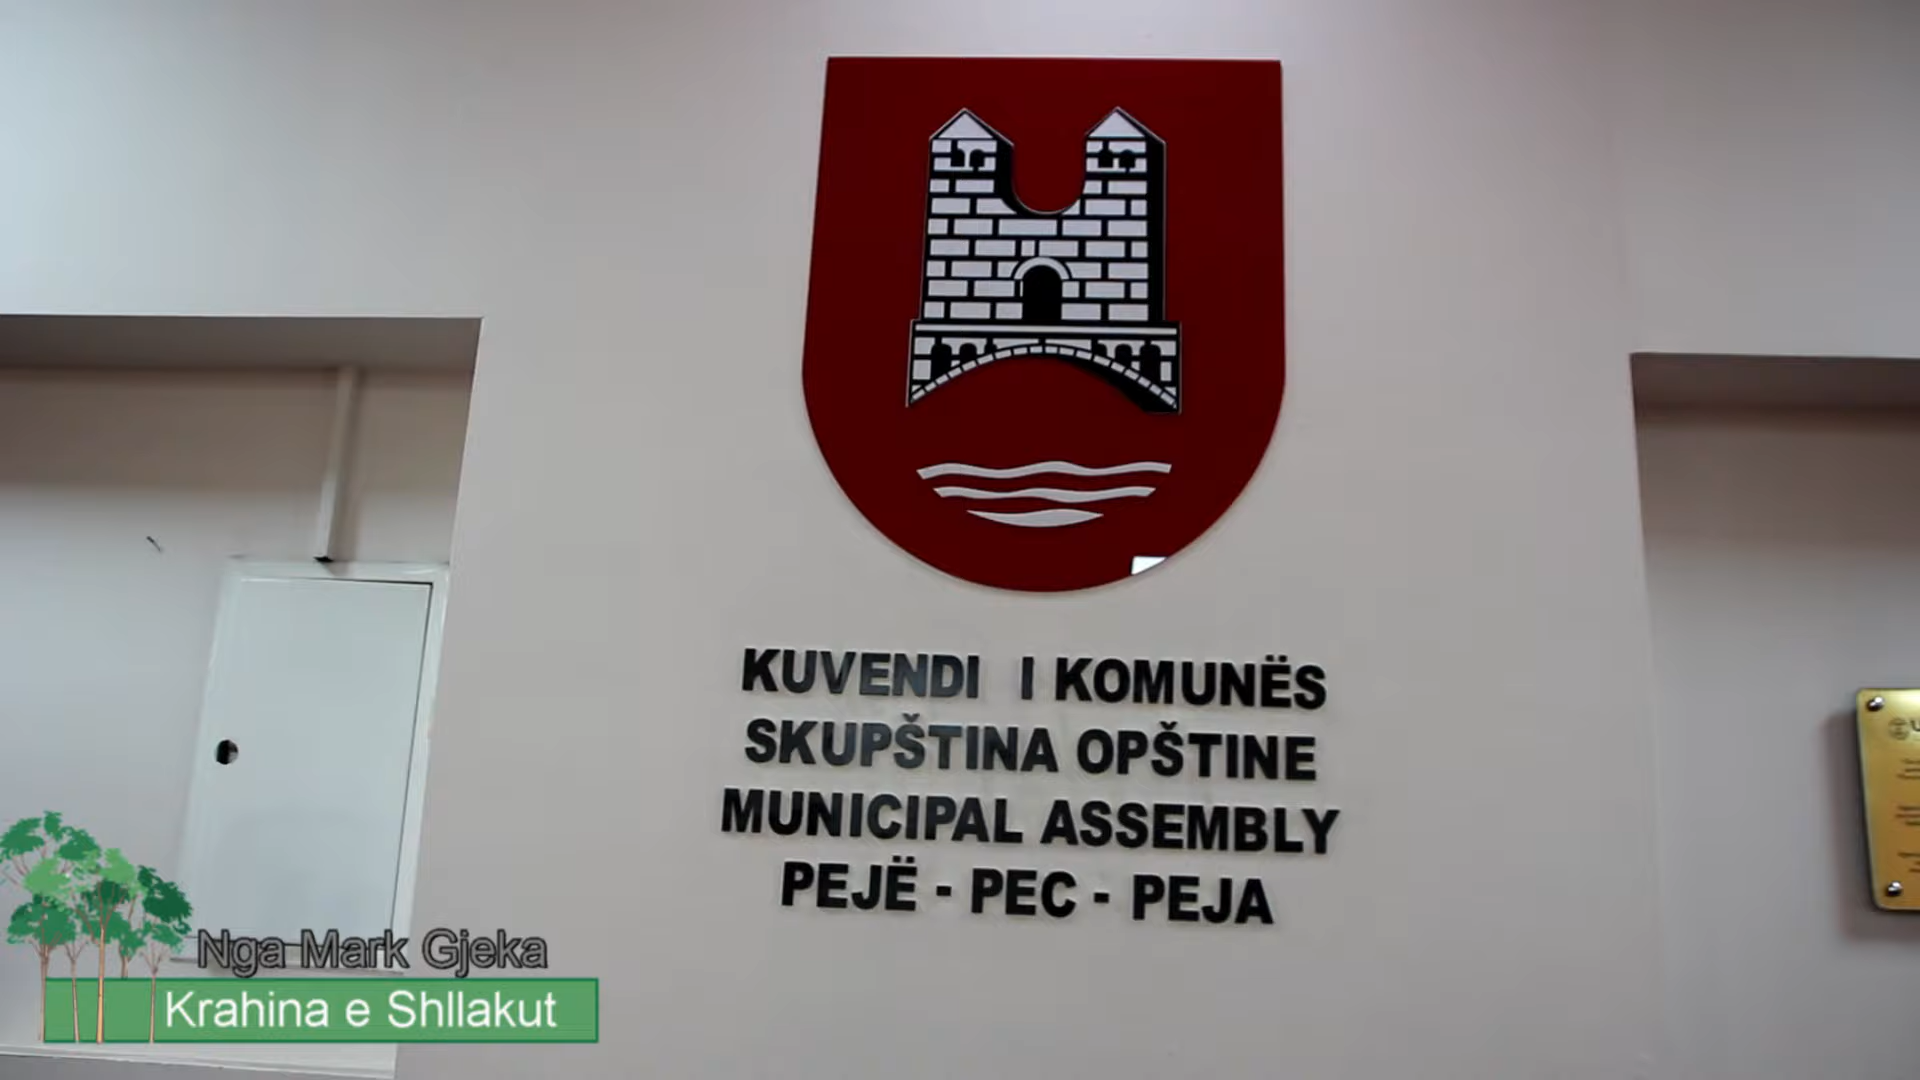 KUVENDI I KOMUNËS
SKUPŠTINA OPŠTINE
MUNICIPAL ASSEMBLY
PEJË - PEC - PEJA
Nga Mark Gjeka
Krahina e Shllakut